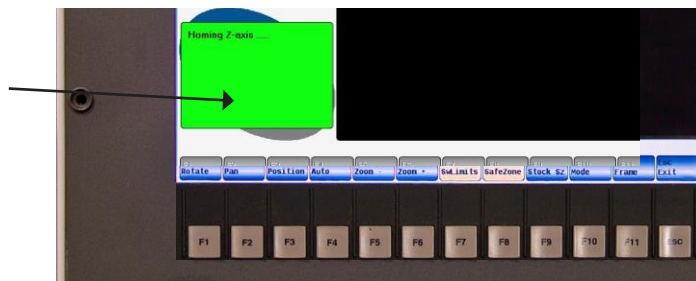 Homing Z-axis ....
Esc
Rotate Pan Position Auto Zoom - Zoom + SwLimits SafeZone Stock Sz Mode Frame Exit
F1 F2 F3 F4 F5 F6 F7 F8 F9 F10 F11 ESC